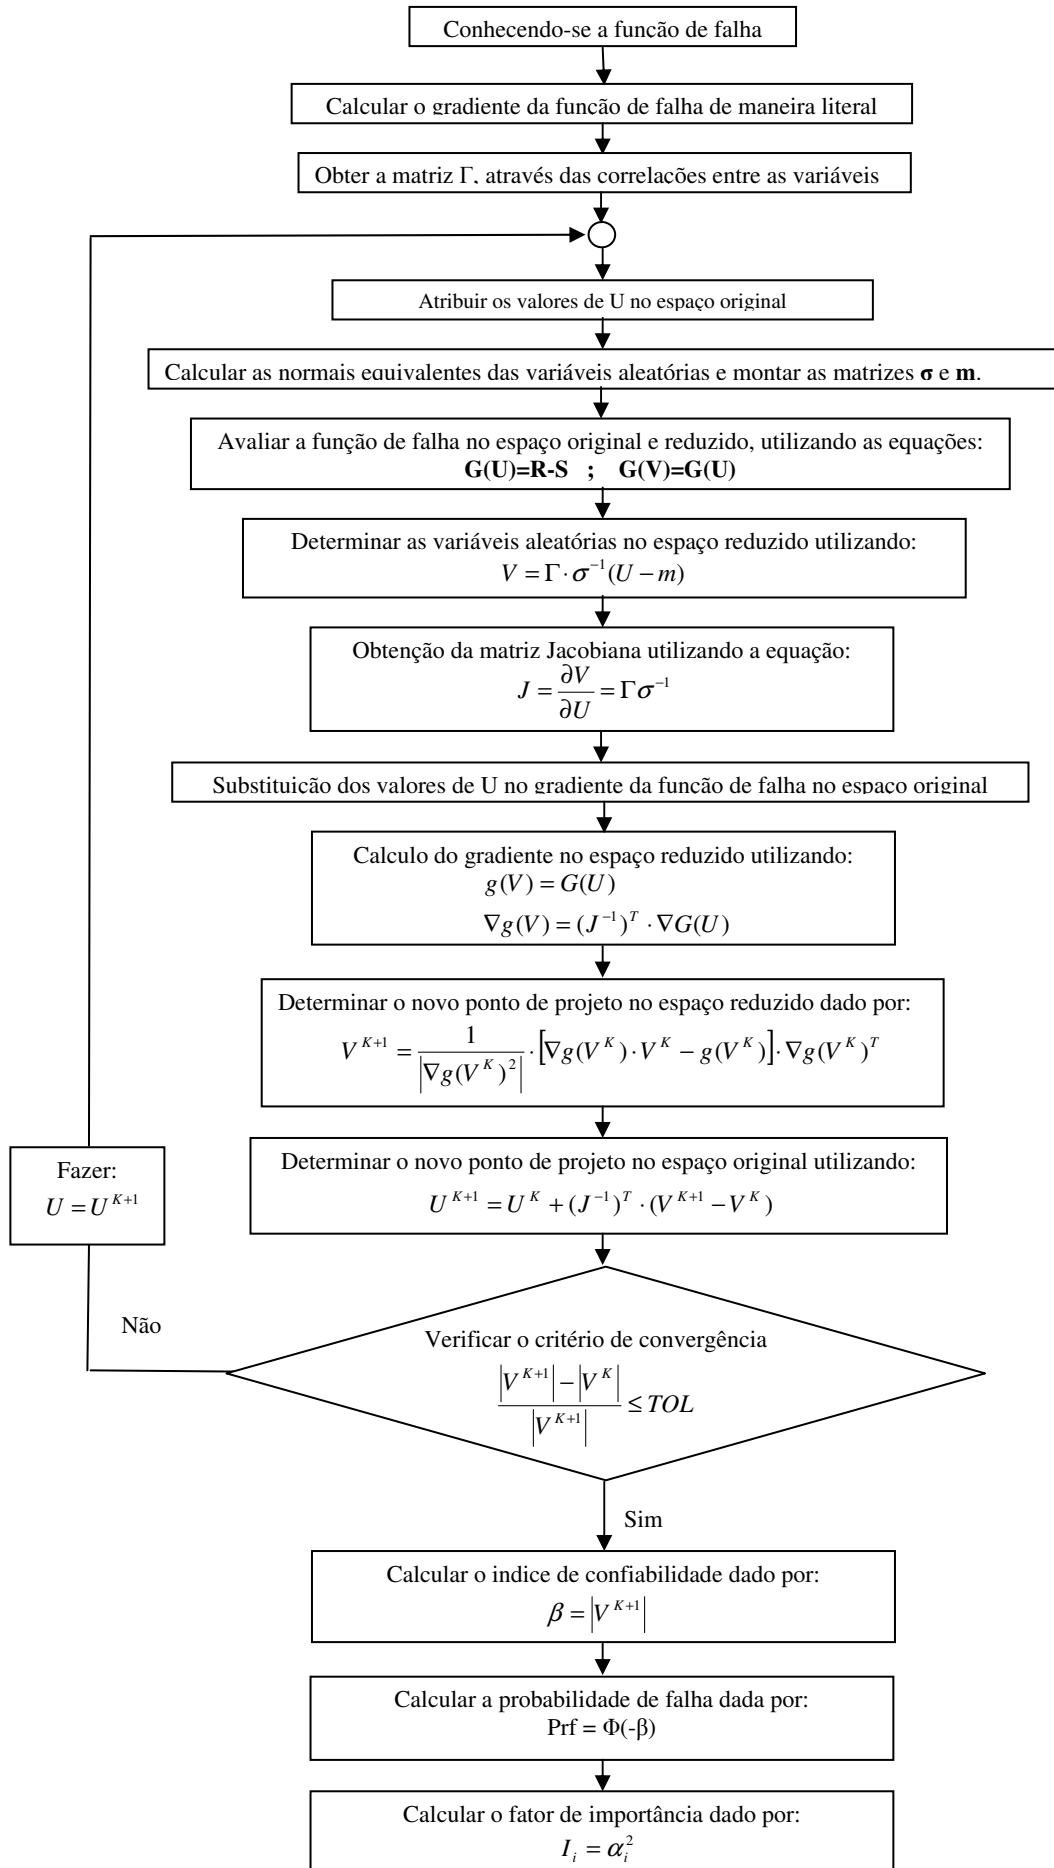 Conhecendo-se a função de falha
Calcular o gradiente da função de falha de maneira literal
Obter a matriz Γ, através das correlações entre as variáveis
Atribuir os valores de U no espaço original
Calcular as normais equivalentes das variáveis aleatórias e montar as matrizes σ e m.
Avaliar a função de falha no espaço original e reduzido, utilizando as equações:
G(U)=R-S ; G(V)=G(U)
Determinar as variáveis aleatórias no espaço reduzido utilizando:
V = Γ · σ⁻¹(U − m)
Obtenção da matriz Jacobiana utilizando a equação:
J = ∂V/∂U = Γσ⁻¹
Substituição dos valores de U no gradiente da função de falha no espaço original
Calculo do gradiente no espaço reduzido utilizando:
g(V) = G(U)
∇g(V) = (J⁻¹)ᵀ · ∇G(U)
Determinar o novo ponto de projeto no espaço reduzido dado por:
V^{K+1} = 1/|∇g(V^K)²| · [∇g(V^K) · V^K − g(V^K)] · ∇g(V^K)^T
Determinar o novo ponto de projeto no espaço original utilizando:
U^{K+1} = U^K + (J⁻¹)^T · (V^{K+1} − V^K)
Fazer:
U = U^{K+1}
Não
Verificar o critério de convergência
(|V^{K+1}| − |V^K|)/|V^{K+1}| ≤ TOL
Sim
Calcular o indice de confiabilidade dado por:
β = |V^{K+1}|
Calcular a probabilidade de falha dada por:
Prf = Φ(-β)
Calcular o fator de importância dado por:
I_i = α_i²